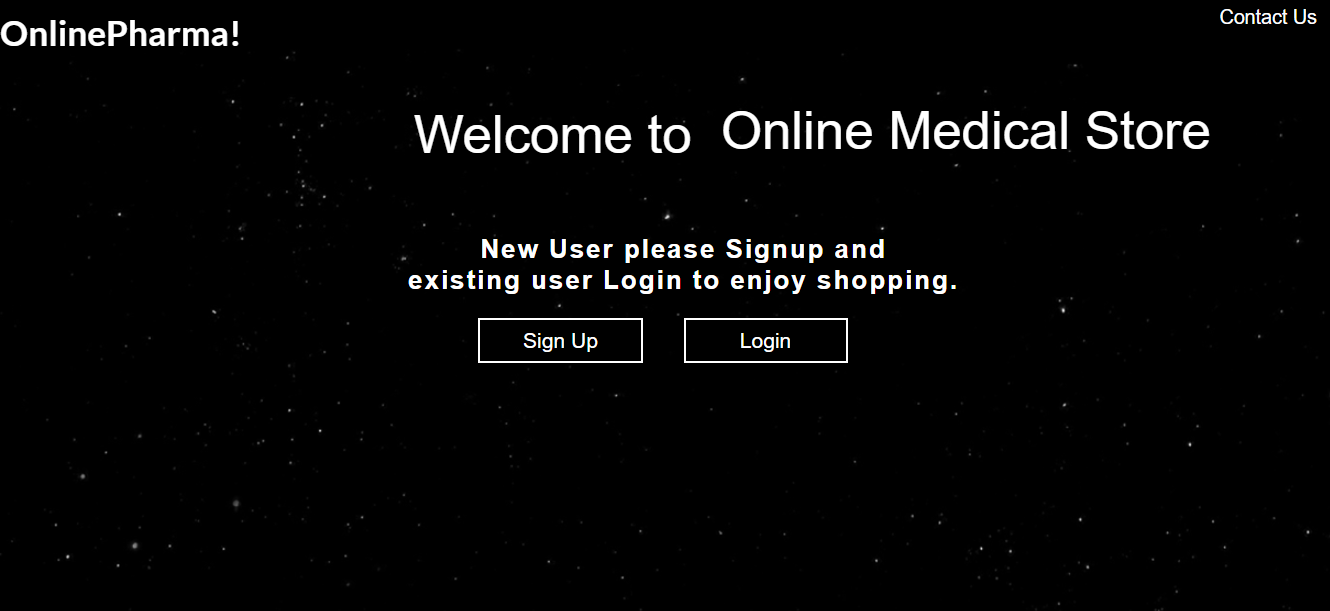 OnlinePharma!
Contact Us
Welcome to Online Medical Store
New User please Signup and
existing user Login to enjoy shopping.
Sign Up
Login